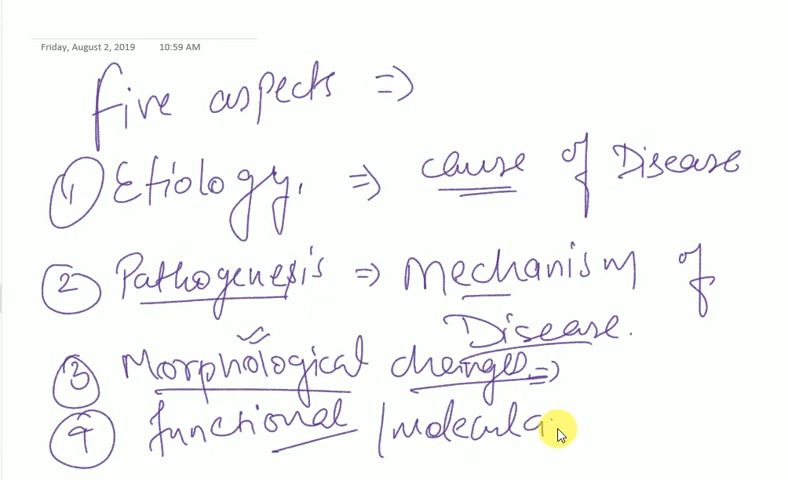 Friday, August 2, 2019 10:59 AM
five aspects ⇒
① Etiology, ⇒ cause of Disease
② Pathogenesis ⇒ Mechanism of
Disease.
③ Morphological changes ⇒
④ functional / molecula